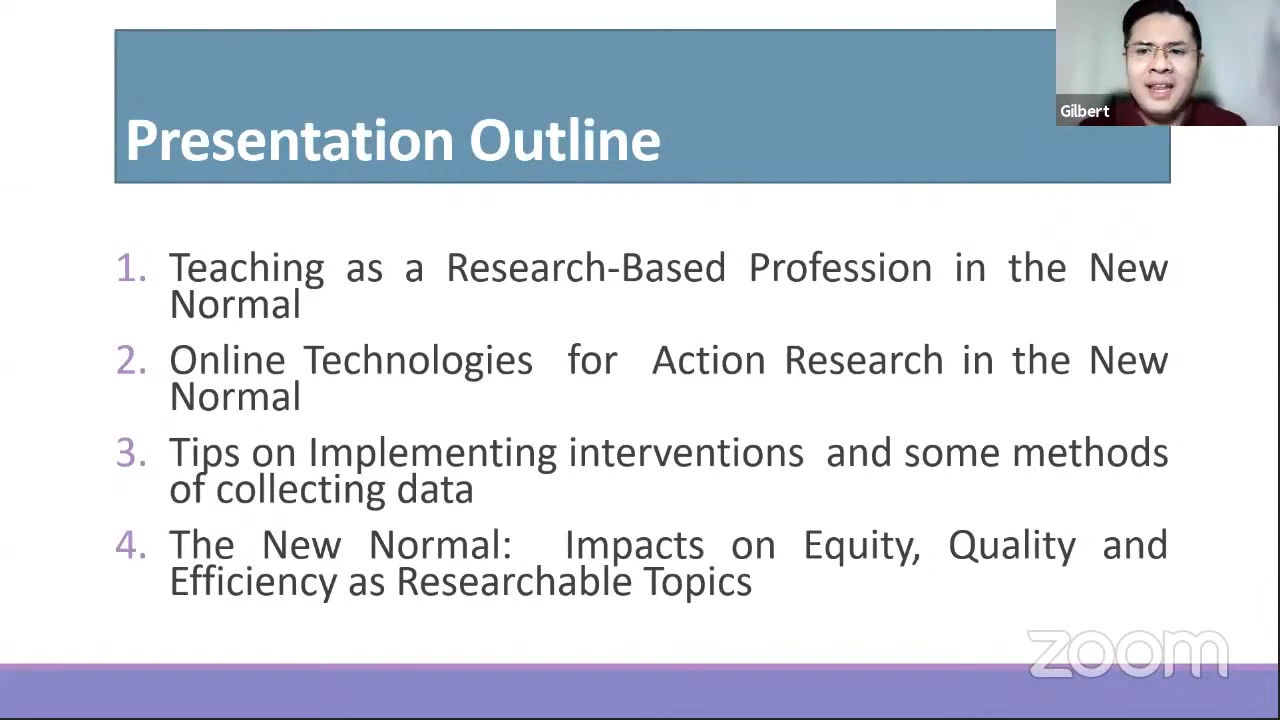 Gilbert
Presentation Outline
1. Teaching as a Research-Based Profession in the New
Normal
2. Online Technologies for Action Research in the New
Normal
3. Tips on Implementing interventions and some methods
of collecting data
4. The New Normal: Impacts on Equity, Quality and
Efficiency as Researchable Topics
zoom